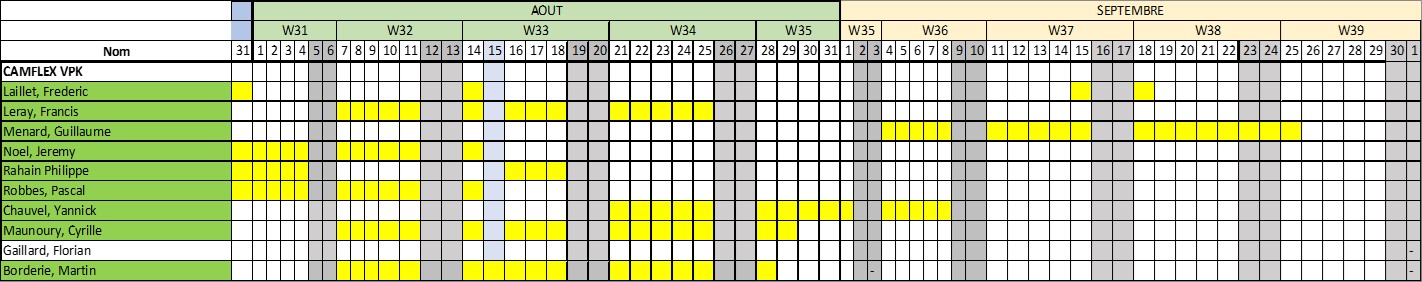 AOUT SEPTEMBRE
W31 W32 W33 W34 W35 W35 W36 W37 W38 W39
Nom 31 1 2 3 4 5 6 7 8 9 10 11 12 13 14 15 16 17 18 19 20 21 22 23 24 25 26 27 28 29 30 31 1 2 3 4 5 6 7 8 9 10 11 12 13 14 15 16 17 18 19 20 21 22 23 24 25 26 27 28 29 30 1
CAMFLEX VPK
Laillet, Frederic
Leray, Francis
Menard, Guillaume
Noel, Jeremy
Rahain Philippe
Robbes, Pascal
Chauvel, Yannick
Maunoury, Cyrille
Gaillard, Florian -
Borderie, Martin - -